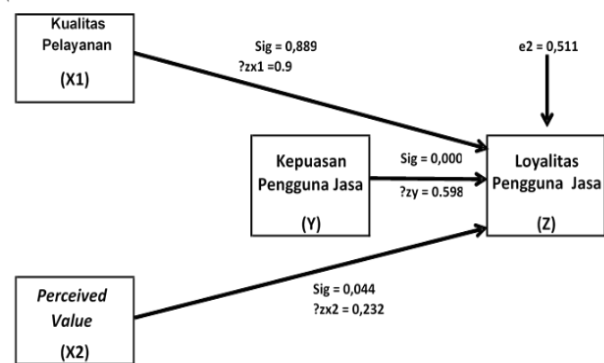 Kualitas
Pelayanan
(X1)
Sig = 0,889
?zx1 =0.9
e2 = 0,511
Kepuasan
Pengguna Jasa
(Y)
Sig = 0,000
?zy = 0.598
Loyalitas
Pengguna Jasa
(Z)
Perceived
Value
(X2)
Sig = 0,044
?zx2 = 0,232